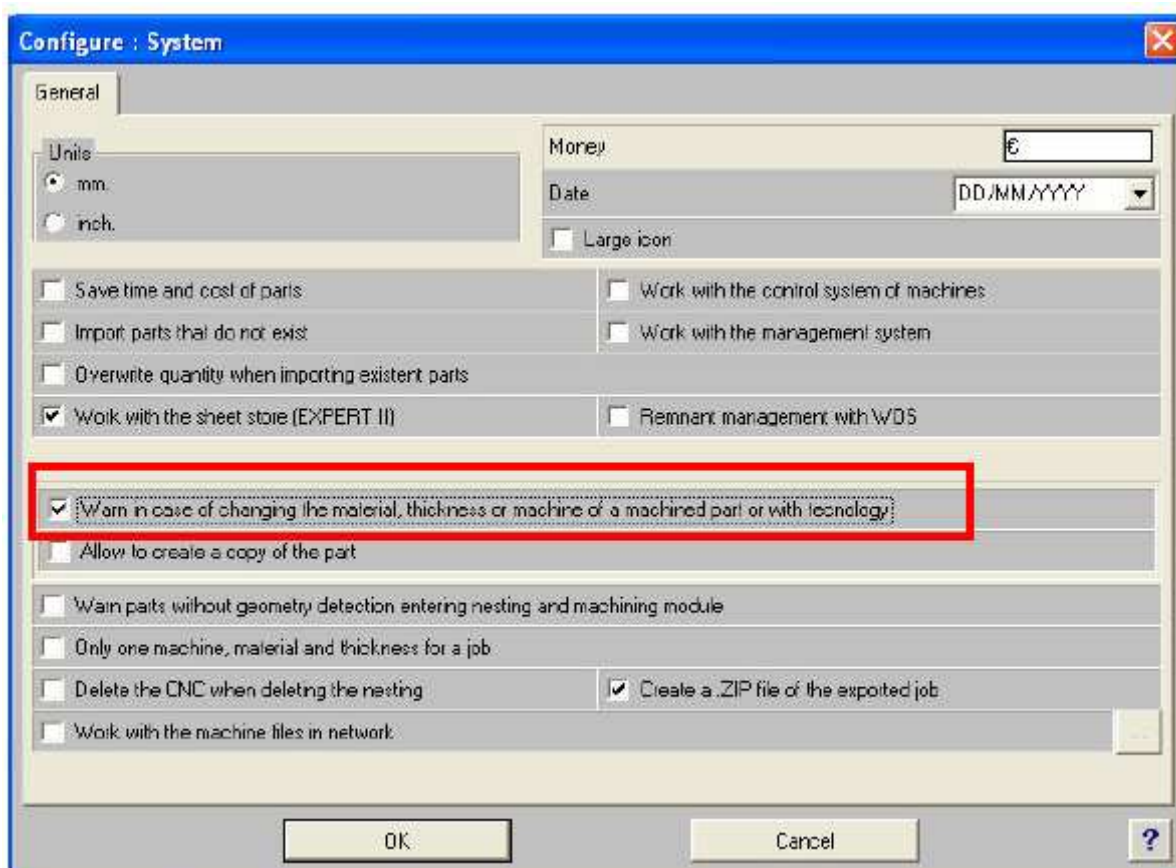 Configure : System
General
Units
mm.
inch.
Money
€
Date
DD/MM/YYYY
Large icon
Save time and cost of parts
Work with the control system of machines
Import parts that do not exist
Work with the management system
Overwrite quantity when importing existent parts
Work with the sheet store (EXPERT II)
Remnant management with WOS
Warn in case of changing the material, thickness or machine of a machined part or with tecnology
Allow to create a copy of the part
Warn parts without geometry detection entering nesting and machining module
Only one machine, material and thickness for a job
Delete the CNC when deleting the nesting
Create a .ZIP file of the exported job
Work with the machine files in network
...
OK
Cancel
?